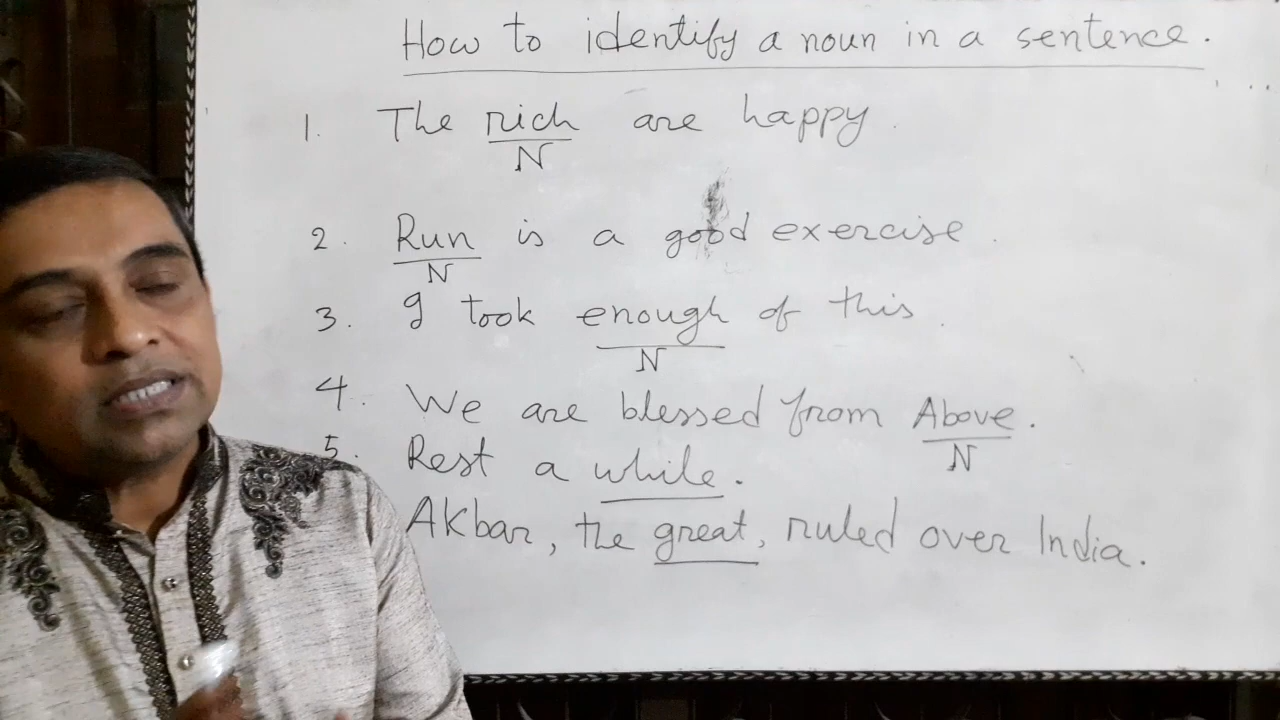 How to identify a noun in a sentence.
1. The rich are happy.
N
2. Run is a good exercise.
N
3. I took enough of this.
N
4. We are blessed from Above.
N
5. Rest a while.
Akbar, the great, ruled over India.